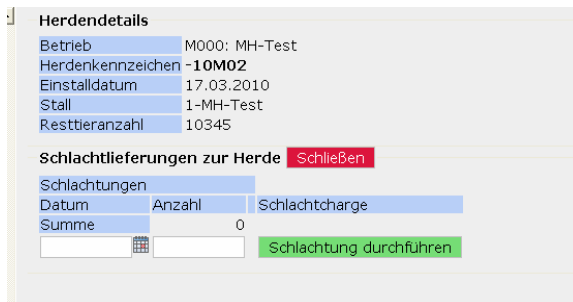 Herdendetails
Betrieb M000: MH-Test
Herdenkennzeichen -10M02
Einstalldatum 17.03.2010
Stall 1-MH-Test
Resttieranzahl 10345
Schlachtlieferungen zur Herde Schließen
Schlachtungen
Datum Anzahl Schlachtcharge
Summe 0
Schlachtung durchführen